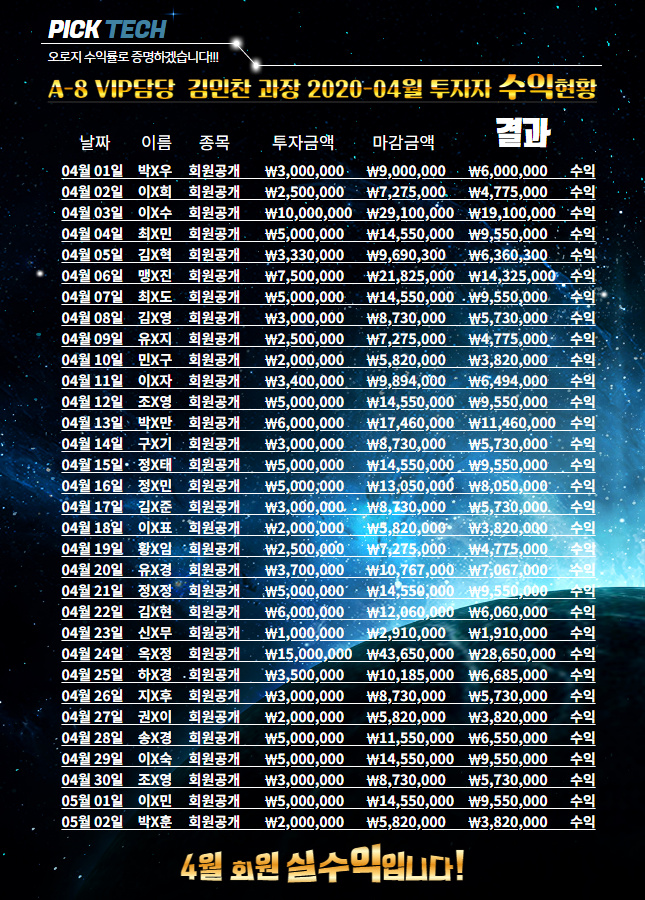 PICK TECH
오로지 수익률로 증명하겠습니다!!!
A-8 VIP담당 김민찬 과장 2020-04월 투자자 수익현황
날짜 이름 종목 투자금액 마감금액 결과
04월 01일 박X우 회원공개 ₩3,000,000 ₩9,000,000 ₩6,000,000 수익
04월 02일 이X희 회원공개 ₩2,500,000 ₩7,275,000 ₩4,775,000 수익
04월 03일 이X수 회원공개 ₩10,000,000 ₩29,100,000 ₩19,100,000 수익
04월 04일 최X민 회원공개 ₩5,000,000 ₩14,550,000 ₩9,550,000 수익
04월 05일 김X혁 회원공개 ₩3,330,000 ₩9,690,300 ₩6,360,300 수익
04월 06일 맹X진 회원공개 ₩7,500,000 ₩21,825,000 ₩14,325,000 수익
04월 07일 최X도 회원공개 ₩5,000,000 ₩14,550,000 ₩9,550,000 수익
04월 08일 김X영 회원공개 ₩3,000,000 ₩8,730,000 ₩5,730,000 수익
04월 09일 유X지 회원공개 ₩2,500,000 ₩7,275,000 ₩4,775,000 수익
04월 10일 민X구 회원공개 ₩2,000,000 ₩5,820,000 ₩3,820,000 수익
04월 11일 이X자 회원공개 ₩3,400,000 ₩9,894,000 ₩6,494,000 수익
04월 12일 조X영 회원공개 ₩5,000,000 ₩14,550,000 ₩9,550,000 수익
04월 13일 박X만 회원공개 ₩6,000,000 ₩17,460,000 ₩11,460,000 수익
04월 14일 구X기 회원공개 ₩3,000,000 ₩8,730,000 ₩5,730,000 수익
04월 15일 정X태 회원공개 ₩5,000,000 ₩14,550,000 ₩9,550,000 수익
04월 16일 정X민 회원공개 ₩5,000,000 ₩13,050,000 ₩8,050,000 수익
04월 17일 김X준 회원공개 ₩3,000,000 ₩8,730,000 ₩5,730,000 수익
04월 18일 이X표 회원공개 ₩2,000,000 ₩5,820,000 ₩3,820,000 수익
04월 19일 황X임 회원공개 ₩2,500,000 ₩7,275,000 ₩4,775,000 수익
04월 20일 유X경 회원공개 ₩3,700,000 ₩10,767,000 ₩7,067,000 수익
04월 21일 정X정 회원공개 ₩5,000,000 ₩14,550,000 ₩9,550,000 수익
04월 22일 김X현 회원공개 ₩6,000,000 ₩12,060,000 ₩6,060,000 수익
04월 23일 신X무 회원공개 ₩1,000,000 ₩2,910,000 ₩1,910,000 수익
04월 24일 옥X정 회원공개 ₩15,000,000 ₩43,650,000 ₩28,650,000 수익
04월 25일 하X경 회원공개 ₩3,500,000 ₩10,185,000 ₩6,685,000 수익
04월 26일 지X후 회원공개 ₩3,000,000 ₩8,730,000 ₩5,730,000 수익
04월 27일 권X이 회원공개 ₩2,000,000 ₩5,820,000 ₩3,820,000 수익
04월 28일 송X경 회원공개 ₩5,000,000 ₩11,550,000 ₩6,550,000 수익
04월 29일 이X숙 회원공개 ₩5,000,000 ₩14,550,000 ₩9,550,000 수익
04월 30일 조X영 회원공개 ₩3,000,000 ₩8,730,000 ₩5,730,000 수익
05월 01일 이X민 회원공개 ₩5,000,000 ₩14,550,000 ₩9,550,000 수익
05월 02일 박X훈 회원공개 ₩2,000,000 ₩5,820,000 ₩3,820,000 수익
4월 회원 실수익입니다!